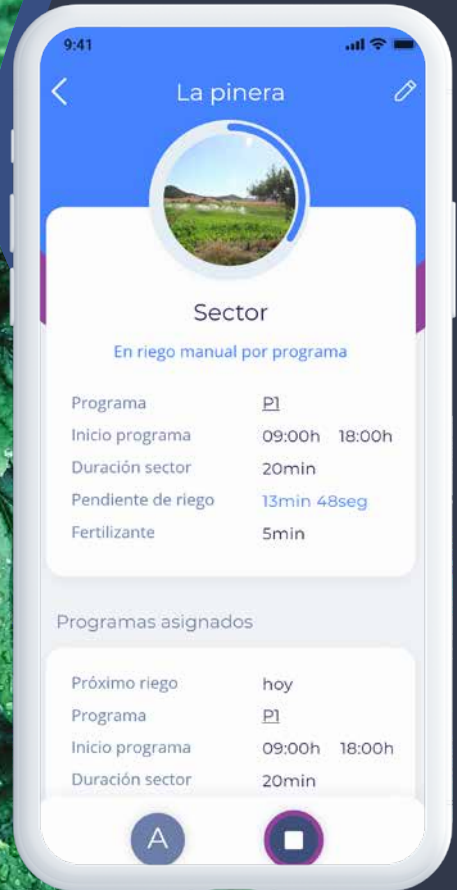 9:41
La pinera
Sector
En riego manual por programa
Programa P1
Inicio programa 09:00h 18:00h
Duración sector 20min
Pendiente de riego 13min 48seg
Fertilizante 5min
Programas asignados
Próximo riego hoy
Programa P1
Inicio programa 09:00h 18:00h
Duración sector 20min
A